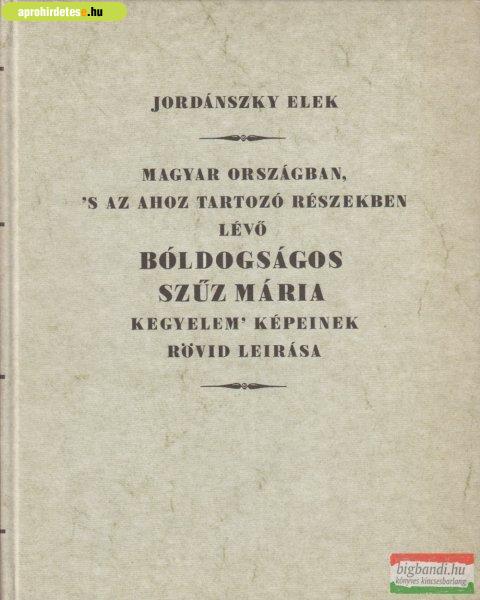 aprohirdetese.hu
JORDÁNSZKY ELEK
MAGYAR ORSZÁGBAN,
'S AZ AHOZ TARTOZÓ RÉSZEKBEN
LÉVŐ
BÓLDOGSÁGOS
SZŰZ MÁRIA
KEGYELEM' KÉPEINEK
RÖVID LEIRÁSA
bigbandi.hu
könyves kincsesbarlang